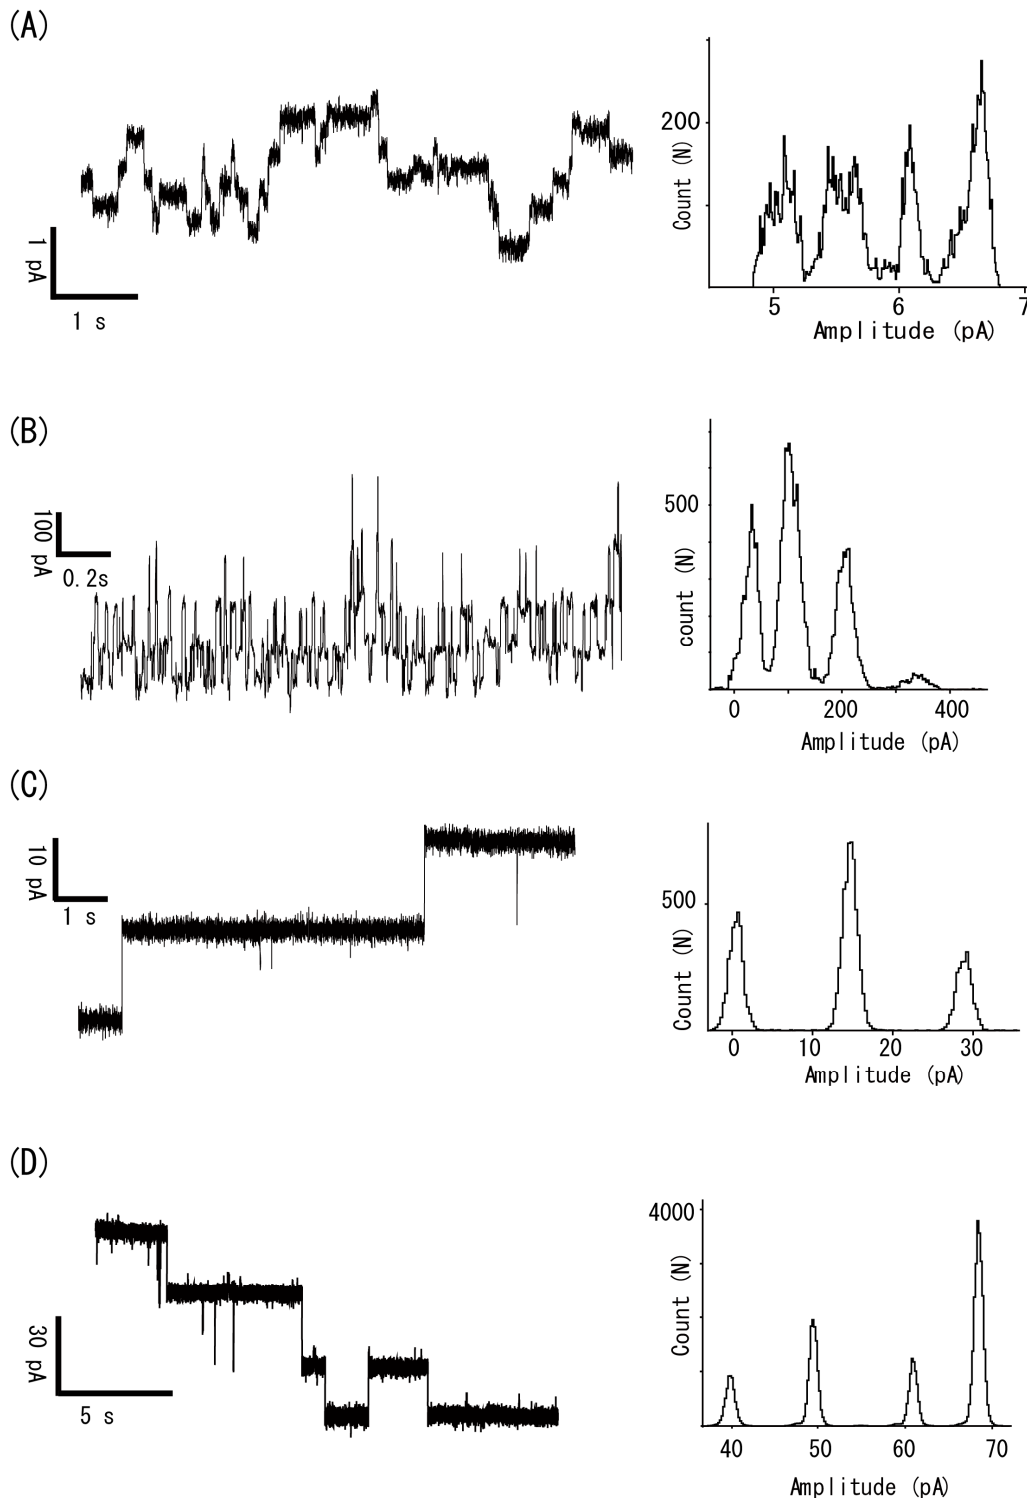 (A)
1 pA
1 s
200
Count (N)
5 6 7
Amplitude (pA)
(B)
100 pA
0.2s
500
count (N)
0 200 400
Amplitude (pA)
(C)
10 pA
1 s
500
Count (N)
0 10 20 30
Amplitude (pA)
(D)
30 pA
5 s
4000
Count (N)
40 50 60 70
Amplitude (pA)